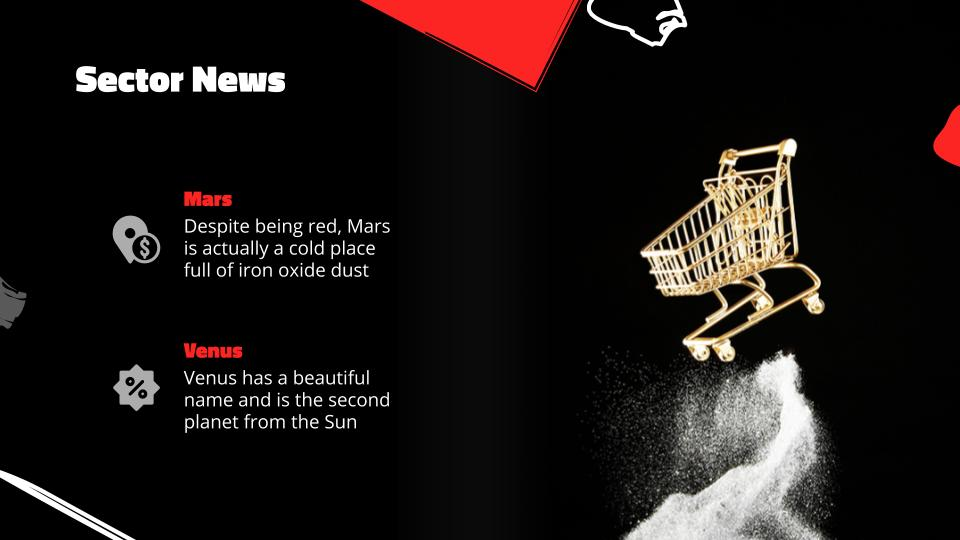 Sector News
Mars
Despite being red, Mars
is actually a cold place
full of iron oxide dust
Venus
Venus has a beautiful
name and is the second
planet from the Sun